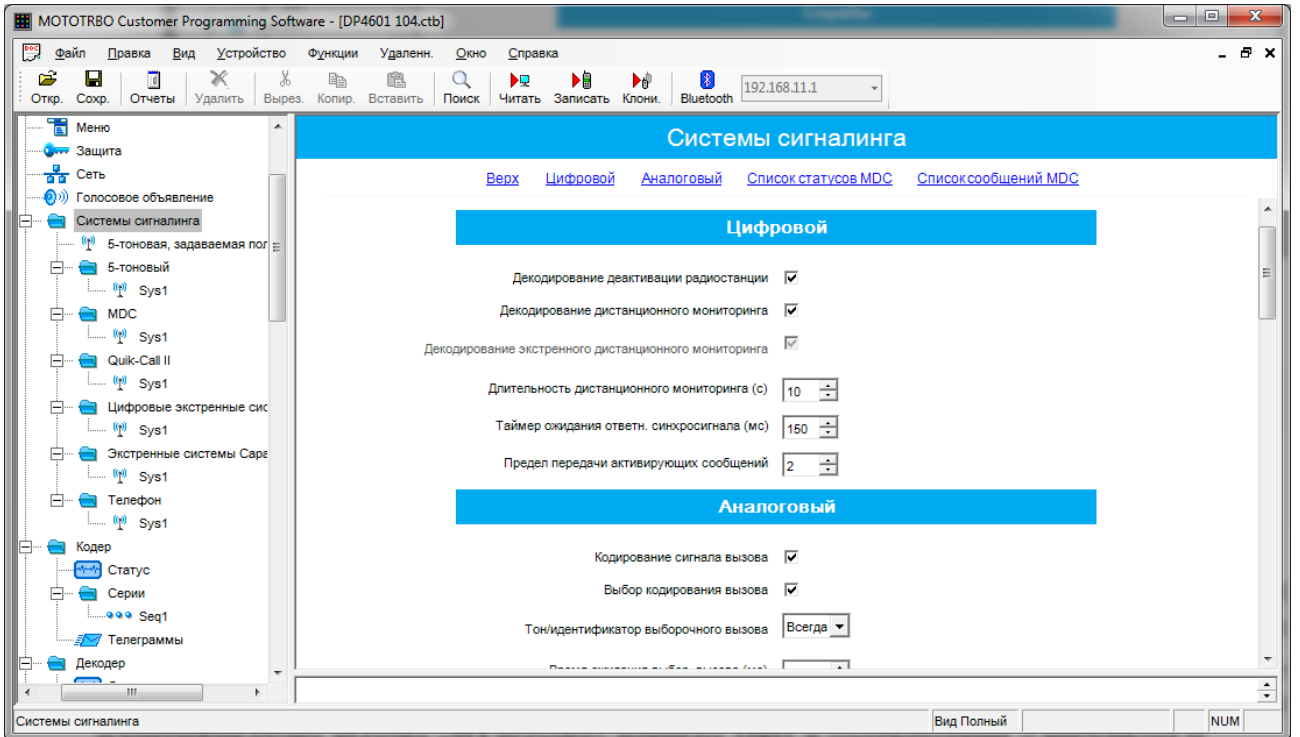 MOTOTRBO Customer Programming Software - [DP4601 104.ctb]
Файл Правка Вид Устройство Функции Удаленн. Окно Справка
Откр. Сохр. Отчеты Удалить Вырез. Копир. Вставить Поиск Читать Записать Клони. Bluetooth 192.168.11.1
Меню
Защита
Сеть
Голосовое объявление
Системы сигналинга
5-тоновая, задаваемая пол
5-тоновый
Sys1
MDC
Sys1
Quik-Call II
Sys1
Цифровые экстренные сис
Sys1
Экстренные системы Capa
Sys1
Телефон
Sys1
Кодер
Статус
Серии
Seq1
Телеграммы
Декодер
Системы сигналинга
Верх Цифровой Аналоговый Список статусов MDC Список сообщений MDC
Цифровой
Декодирование деактивации радиостанции
Декодирование дистанционного мониторинга
Декодирование экстренного дистанционного мониторинга
Длительность дистанционного мониторинга (с) 10
Таймер ожидания ответн. синхросигнала (мс) 150
Предел передачи активирующих сообщений 2
Аналоговый
Кодирование сигнала вызова
Выбор кодирования вызова
Тон/идентификатор выборочного вызова Всегда
Системы сигналинга Вид Полный NUM